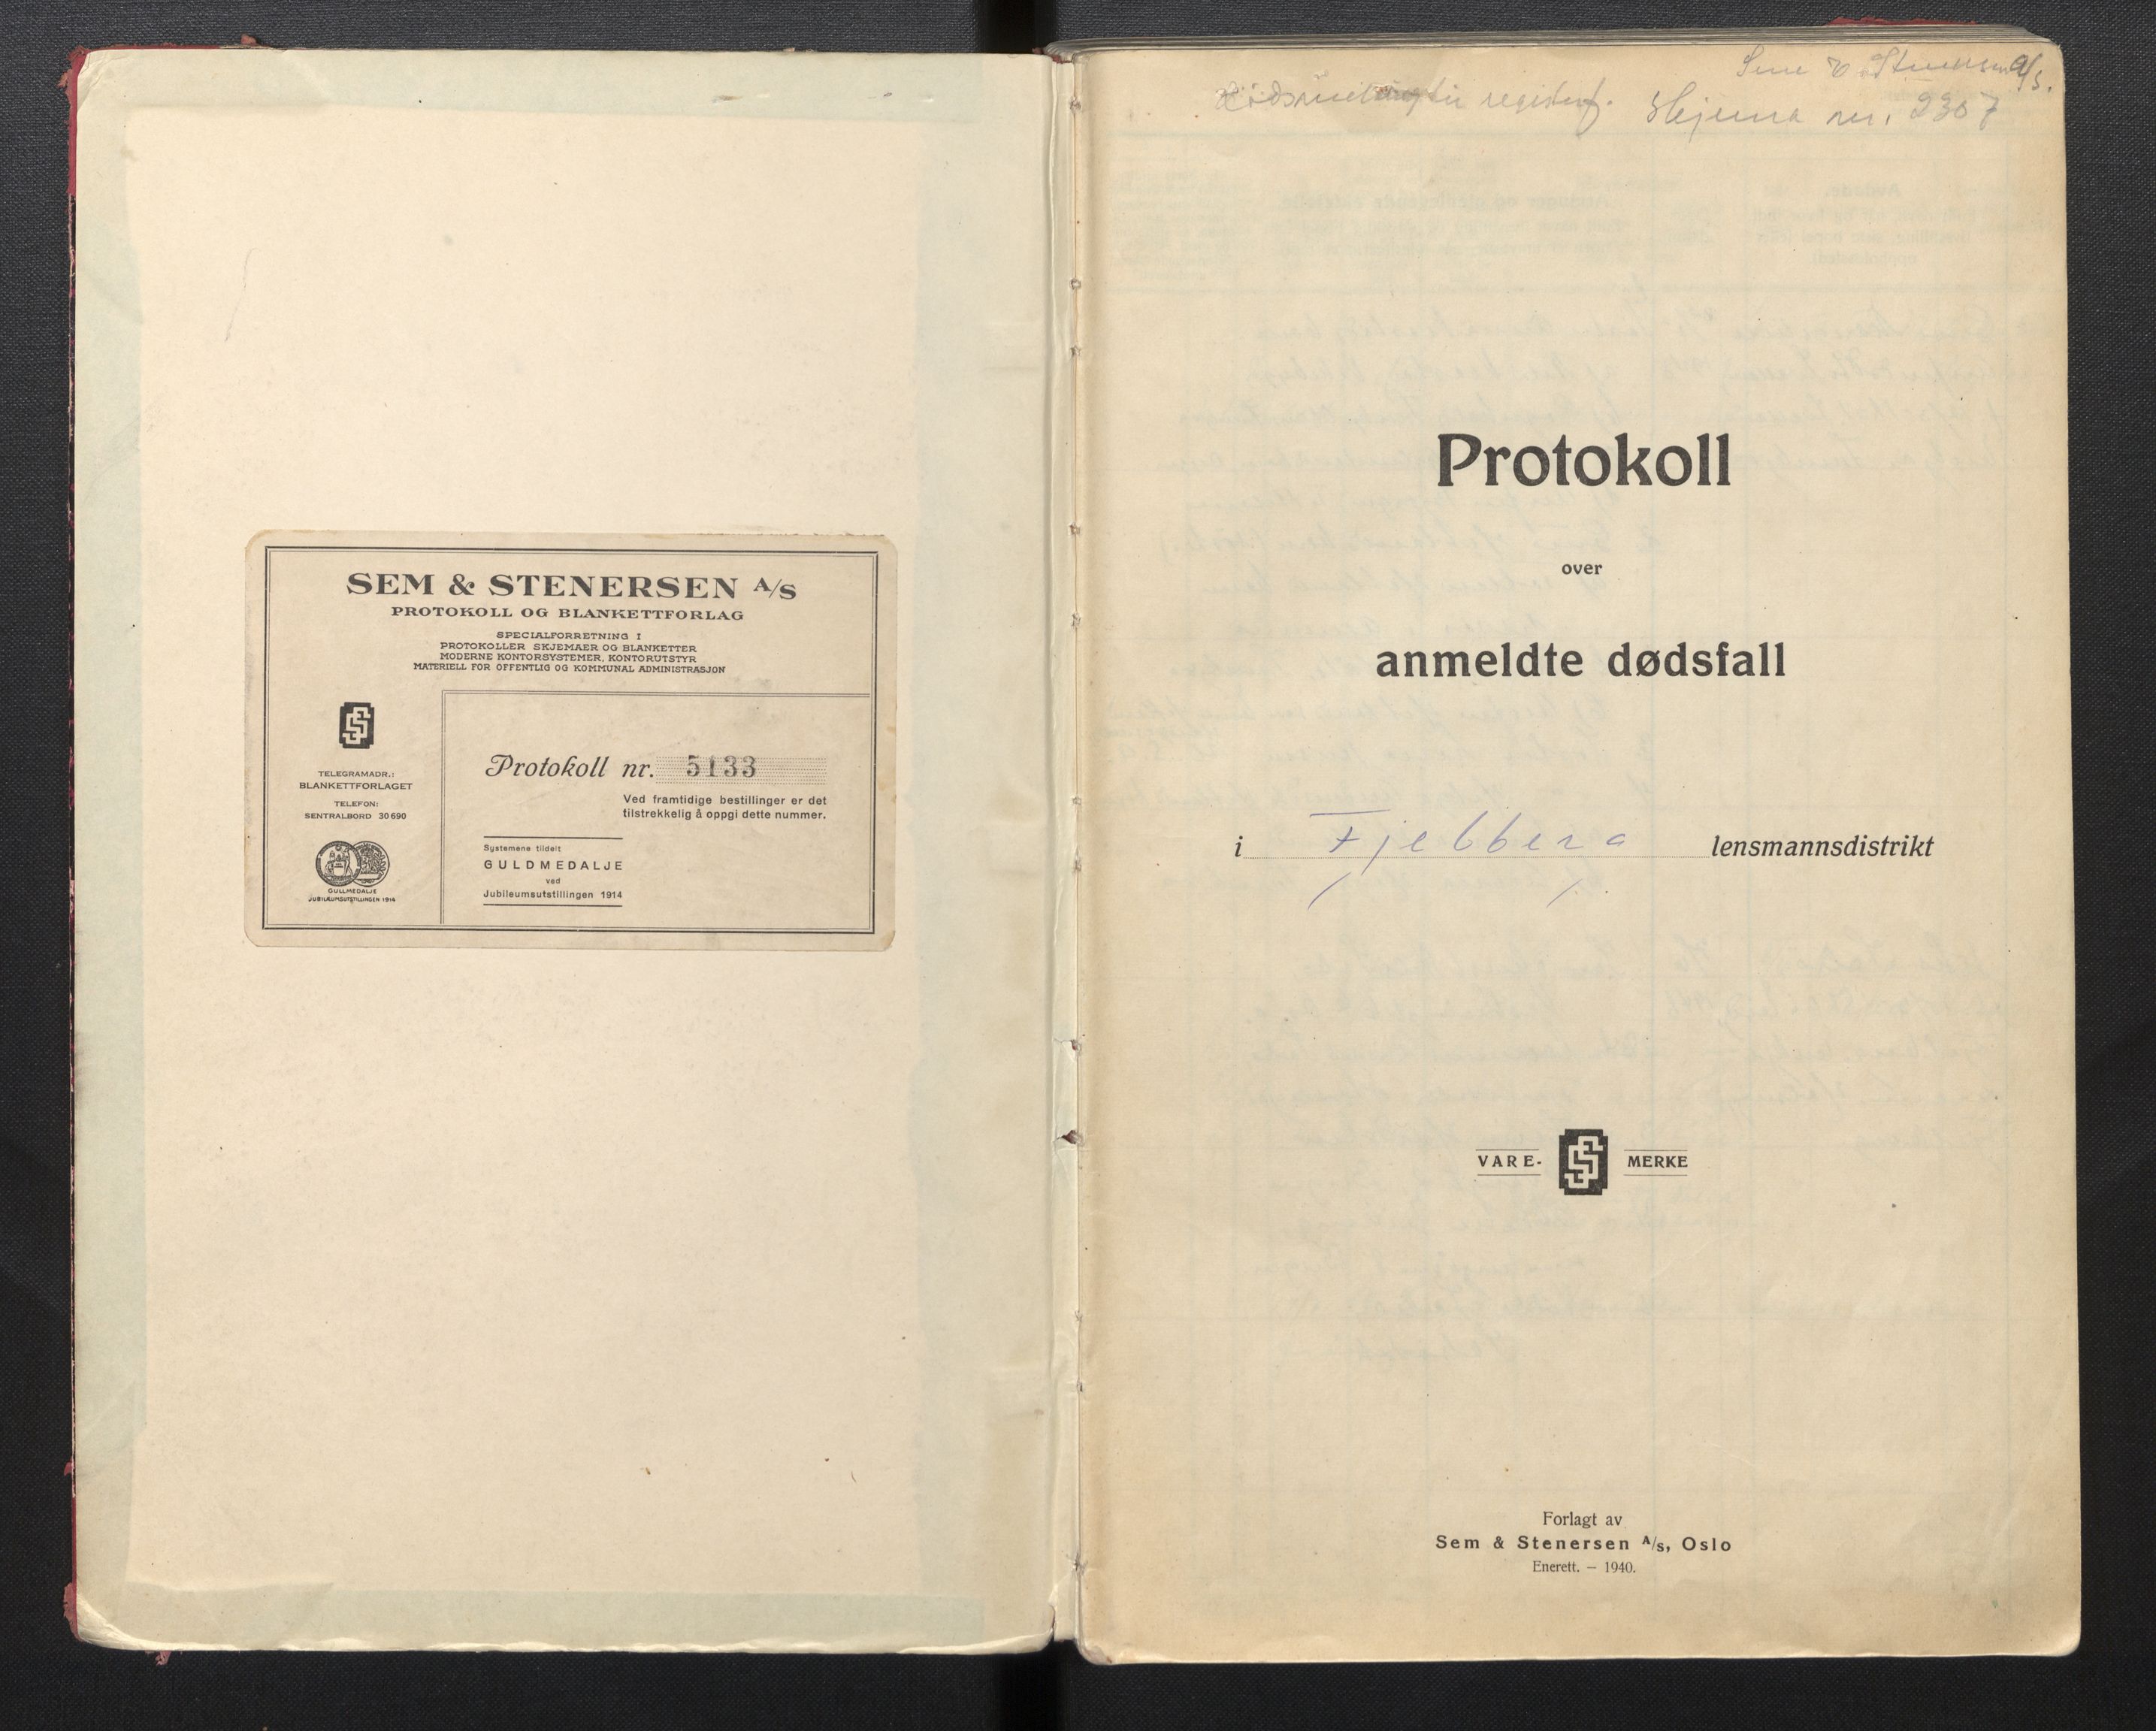 SEM & STENERSEN A/S
PROTOKOLL OG BLANKETTFORLAG
SPECIALFORRETNING I
PROTOKOLLER SKJEMAER OG BLANKETTER
MODERNE KONTORSYSTEMER, KONTORUTSTYR
MATERIELL FOR OFFENTLIG OG KOMMUNAL ADMINISTRASJON
TELEGRAMADR.:
BLANKETTFORLAGET
TELEFON:
SENTRALBORD 30690
GULLMEDALJE
JUBILÆUMSUTSTILLINGEN 1914
Protokoll nr. 5133
Ved framtidige bestillinger er det
tilstrekkelig å oppgi dette nummer.
Systemene tildelt
GULDMEDALJE
ved
Jubileumsutstillingen 1914
Sem & Stenersen A/S.
Skjema nr. 2307
Protokoll
over
anmeldte dødsfall
i Fjelberg lensmannsdistrikt
VARE- MERKE
Forlagt av
Sem & Stenersen A/s, Oslo
Enerett. — 1940.